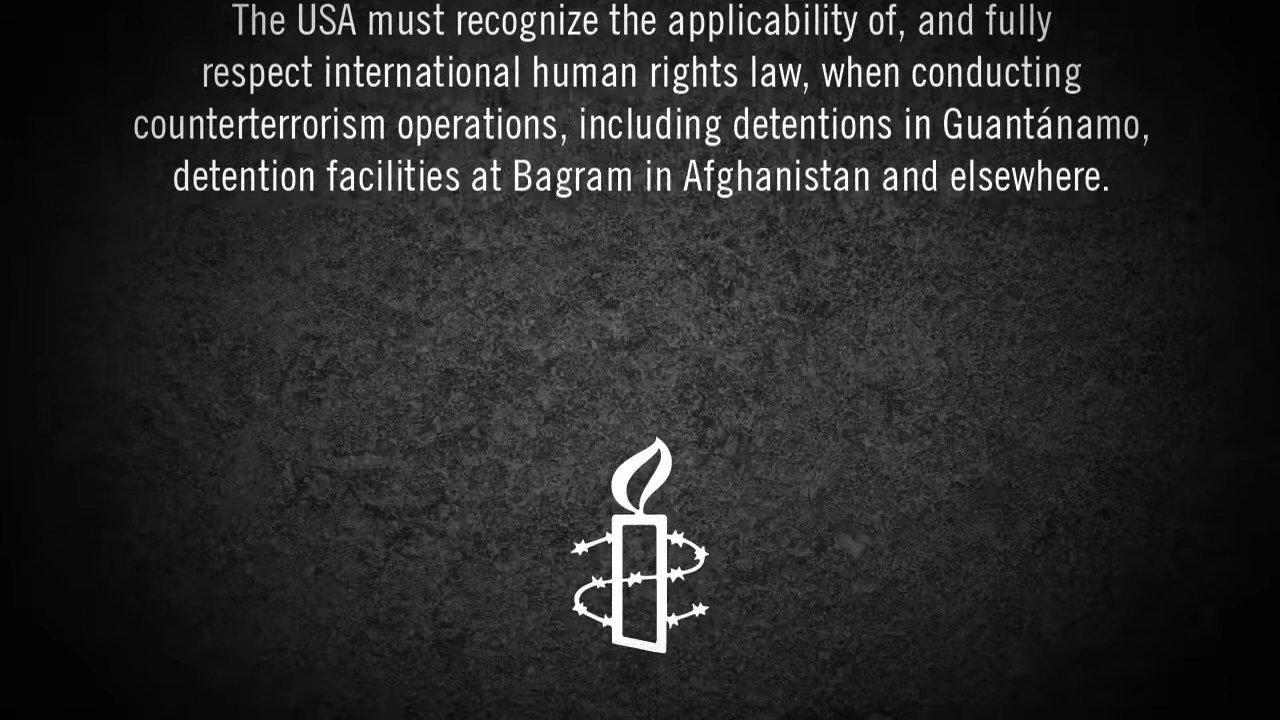 The USA must recognize the applicability of, and fully
respect international human rights law, when conducting
counterterrorism operations, including detentions in Guantánamo,
detention facilities at Bagram in Afghanistan and elsewhere.